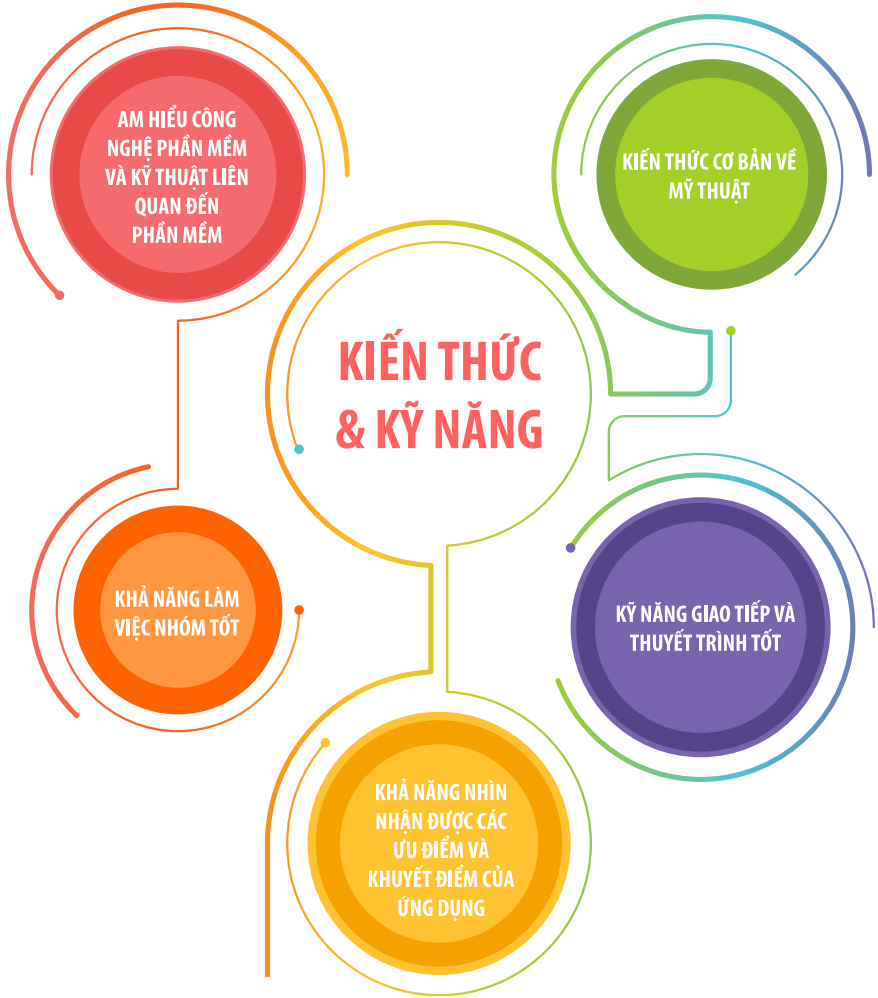 AM HIỂU CÔNG
NGHỆ PHẦN MỀM
VÀ KỸ THUẬT LIÊN
QUAN ĐẾN
PHẦN MỀM
KIẾN THỨC CƠ BẢN VỀ
MỸ THUẬT
KIẾN THỨC
& KỸ NĂNG
KHẢ NĂNG LÀM
VIỆC NHÓM TỐT
KỸ NĂNG GIAO TIẾP VÀ
THUYẾT TRÌNH TỐT
KHẢ NĂNG NHÌN
NHẬN ĐƯỢC CÁC
ƯU ĐIỂM VÀ
KHUYẾT ĐIỂM CỦA
ỨNG DỤNG